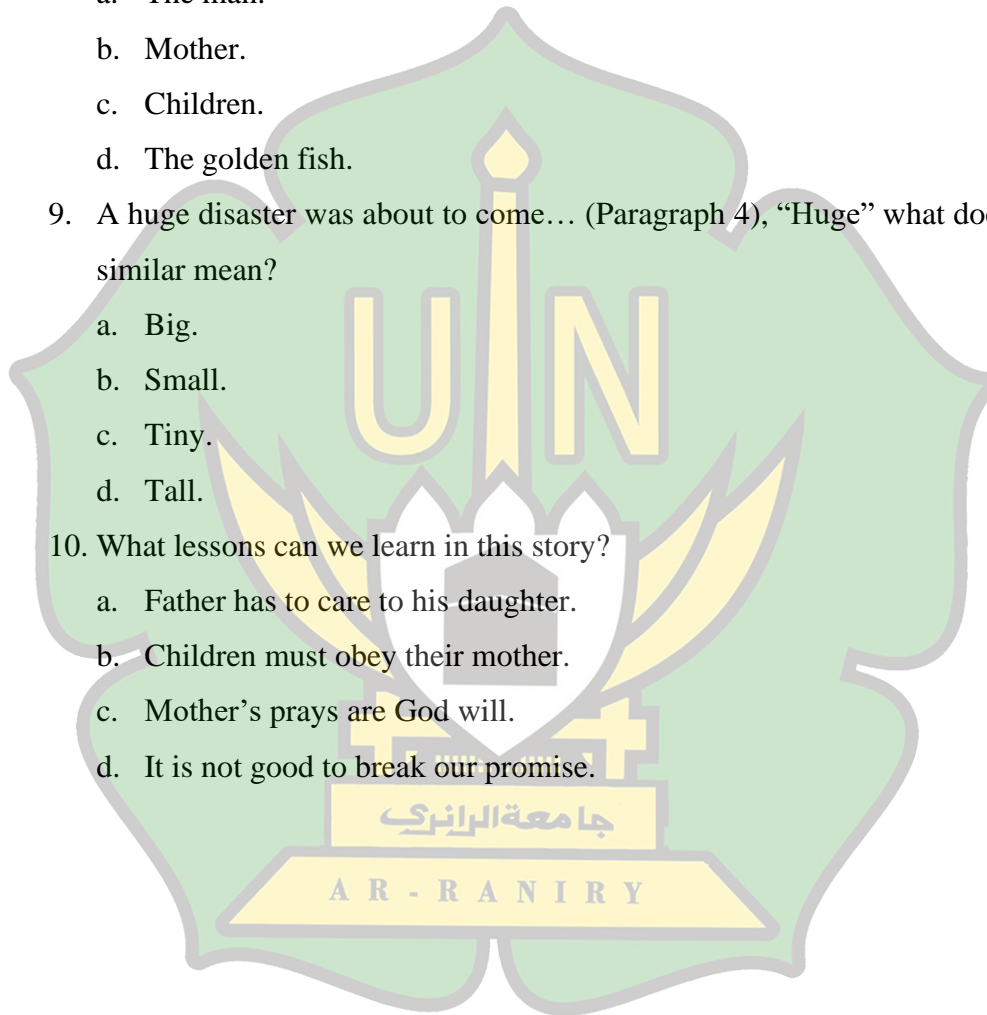 a. The man.
b. Mother.
c. Children.
d. The golden fish.
9. A huge disaster was about to come… (Paragraph 4), “Huge” what
similar mean?
a. Big.
b. Small.
c. Tiny.
d. Tall.
10. What lessons can we learn in this story?
a. Father has to care to his daughter.
b. Children must obey their mother.
c. Mother’s prays are God will.
d. It is not good to break our promise.
UIN
جامعة الرانري
AR-RANIRY